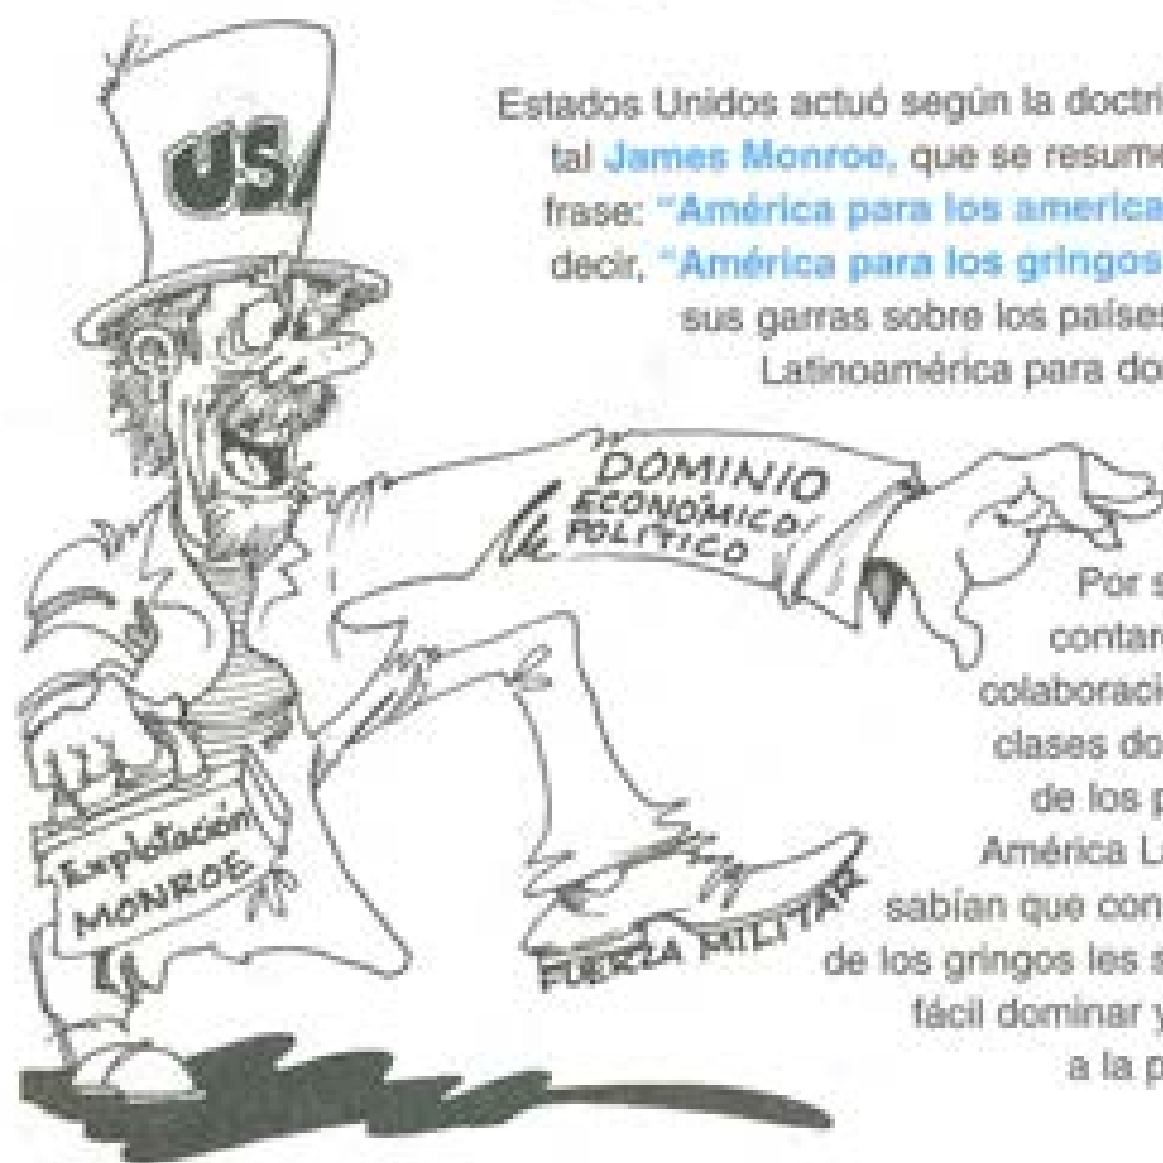 USA
Estados Unidos actuó según la doctri
tal James Monroe, que se resume
frase: "América para los america
decir, "América para los gringos
sus garras sobre los países
Latinoamérica para do
DOMINIO
ECONÓMICO/
POLÍTICO
Por s
contar
colaboraci
clases do
de los p
América La
sabían que con
de los gringos les s
fácil dominar y
a la p
Explotación
MONROE
FUERZA MILITAR